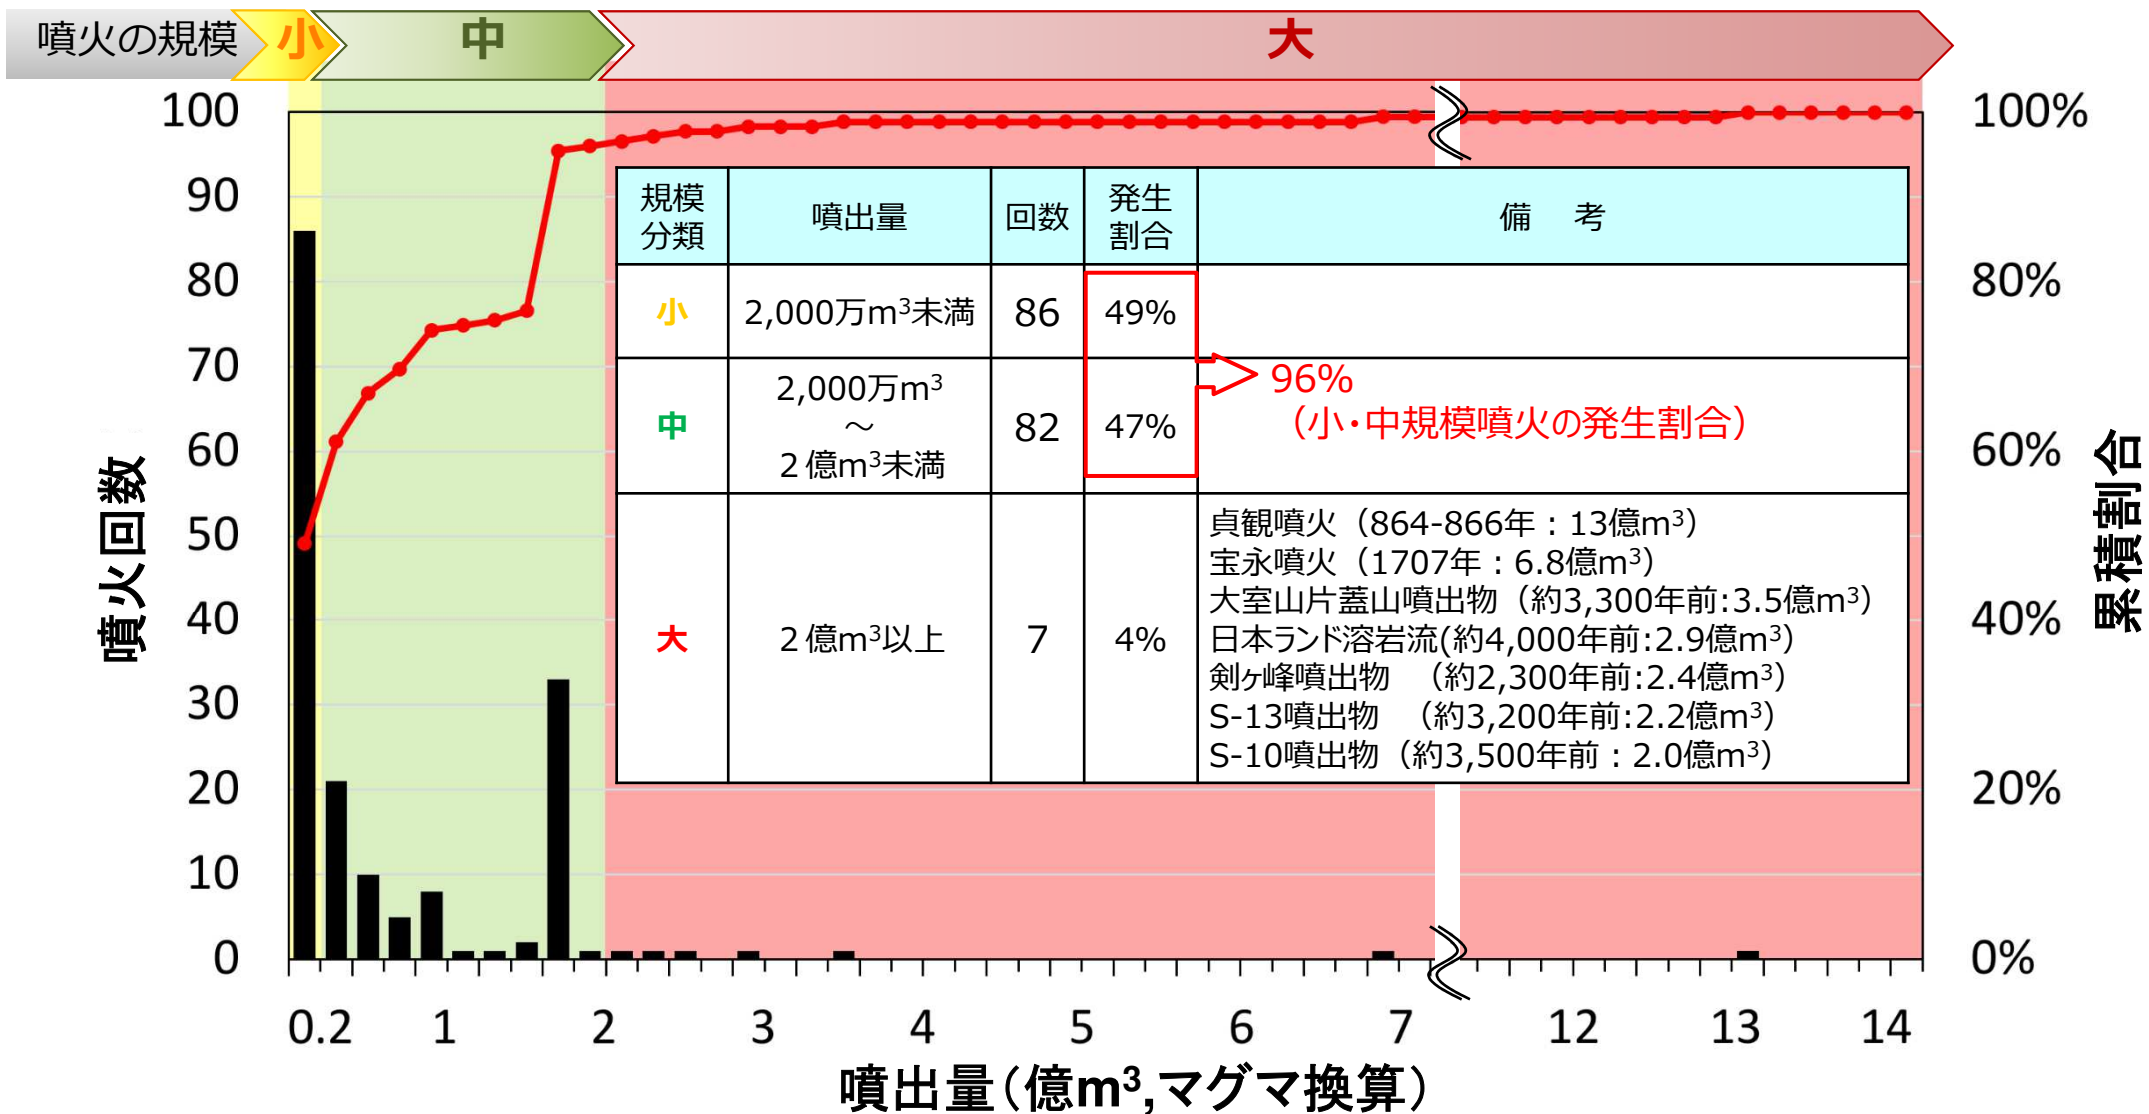 噴火の規模 小 中 大
100
90
80
70
60
50
40
30
20
10
0
噴火回数
100%
80%
60%
40%
20%
0%
累積割合
規模分類 噴出量 回数 発生割合 備 考
小 2,000万m³未満 86 49%
中 2,000万m³
～
２億m³未満
82 47%
96%
（小・中規模噴火の発生割合）
大 ２億m³以上 7 4%
貞観噴火（864-866年：13億m³）
宝永噴火（1707年：6.8億m³）
大室山片蓋山噴出物（約3,300年前:3.5億m³）
日本ランド溶岩流(約4,000年前:2.9億m³）
剣ヶ峰噴出物 （約2,300年前:2.4億m³）
S-13噴出物 （約3,200年前:2.2億m³）
S-10噴出物（約3,500年前：2.0億m³）
0.2 1 2 3 4 5 6 7 12 13 14
噴出量（億m³,マグマ換算）